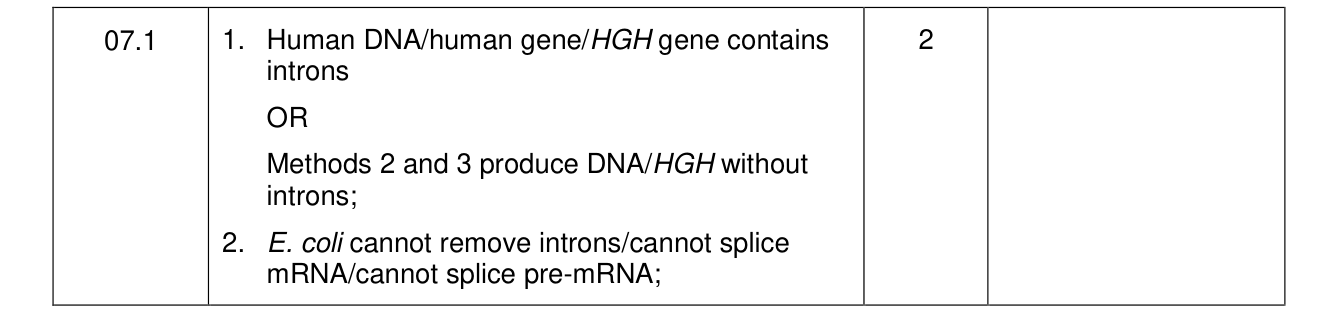 07.1
1. Human DNA/human gene/HGH gene contains
introns
OR
Methods 2 and 3 produce DNA/HGH without
introns;
2. E. coli cannot remove introns/cannot splice
mRNA/cannot splice pre-mRNA;
2